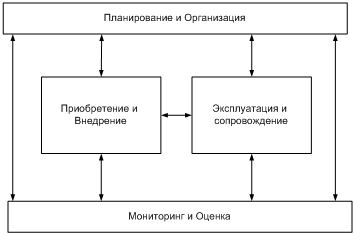 Планирование и Организация
Приобретение и
Внедрение
Эксплуатация и
сопровождение
Мониторинг и Оценка